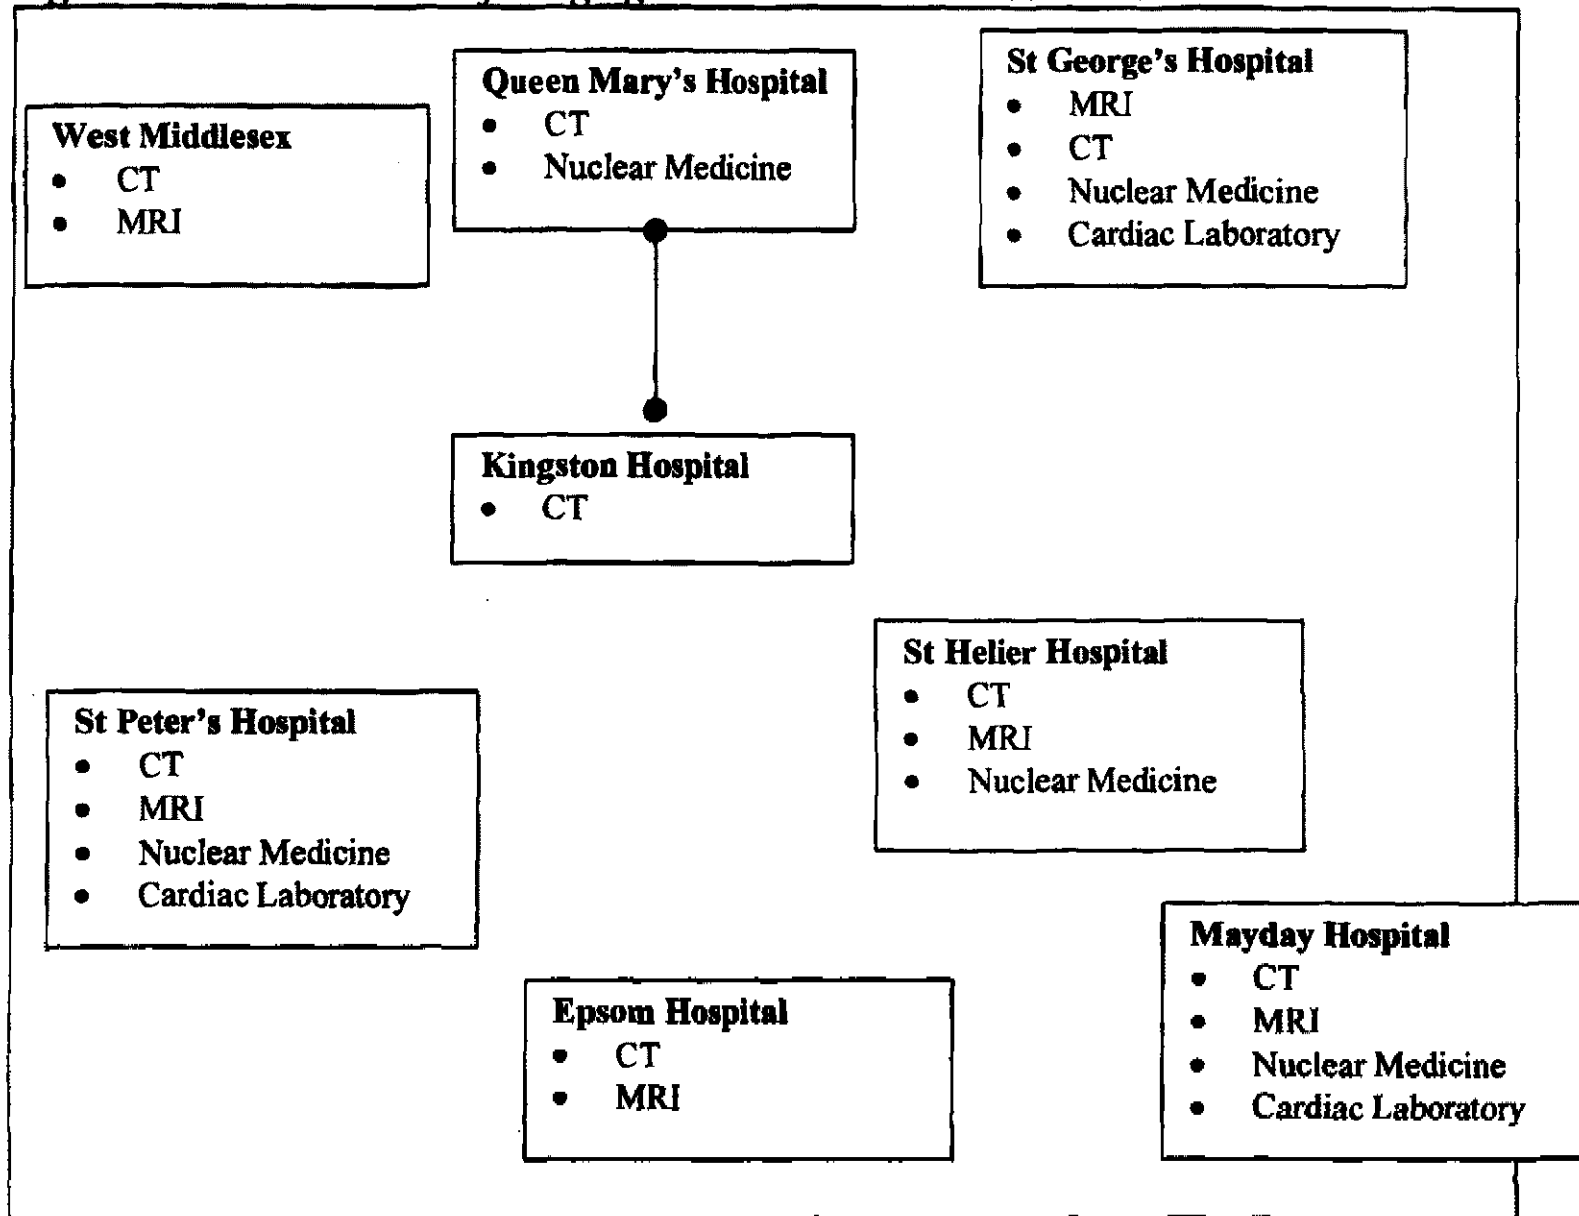 Queen Mary's Hospital
• CT
• Nuclear Medicine
St George's Hospital
• MRI
• CT
• Nuclear Medicine
• Cardiac Laboratory
West Middlesex
• CT
• MRI
Kingston Hospital
• CT
St Helier Hospital
• CT
• MRI
• Nuclear Medicine
St Peter's Hospital
• CT
• MRI
• Nuclear Medicine
• Cardiac Laboratory
Mayday Hospital
• CT
• MRI
• Nuclear Medicine
• Cardiac Laboratory
Epsom Hospital
• CT
• MRI